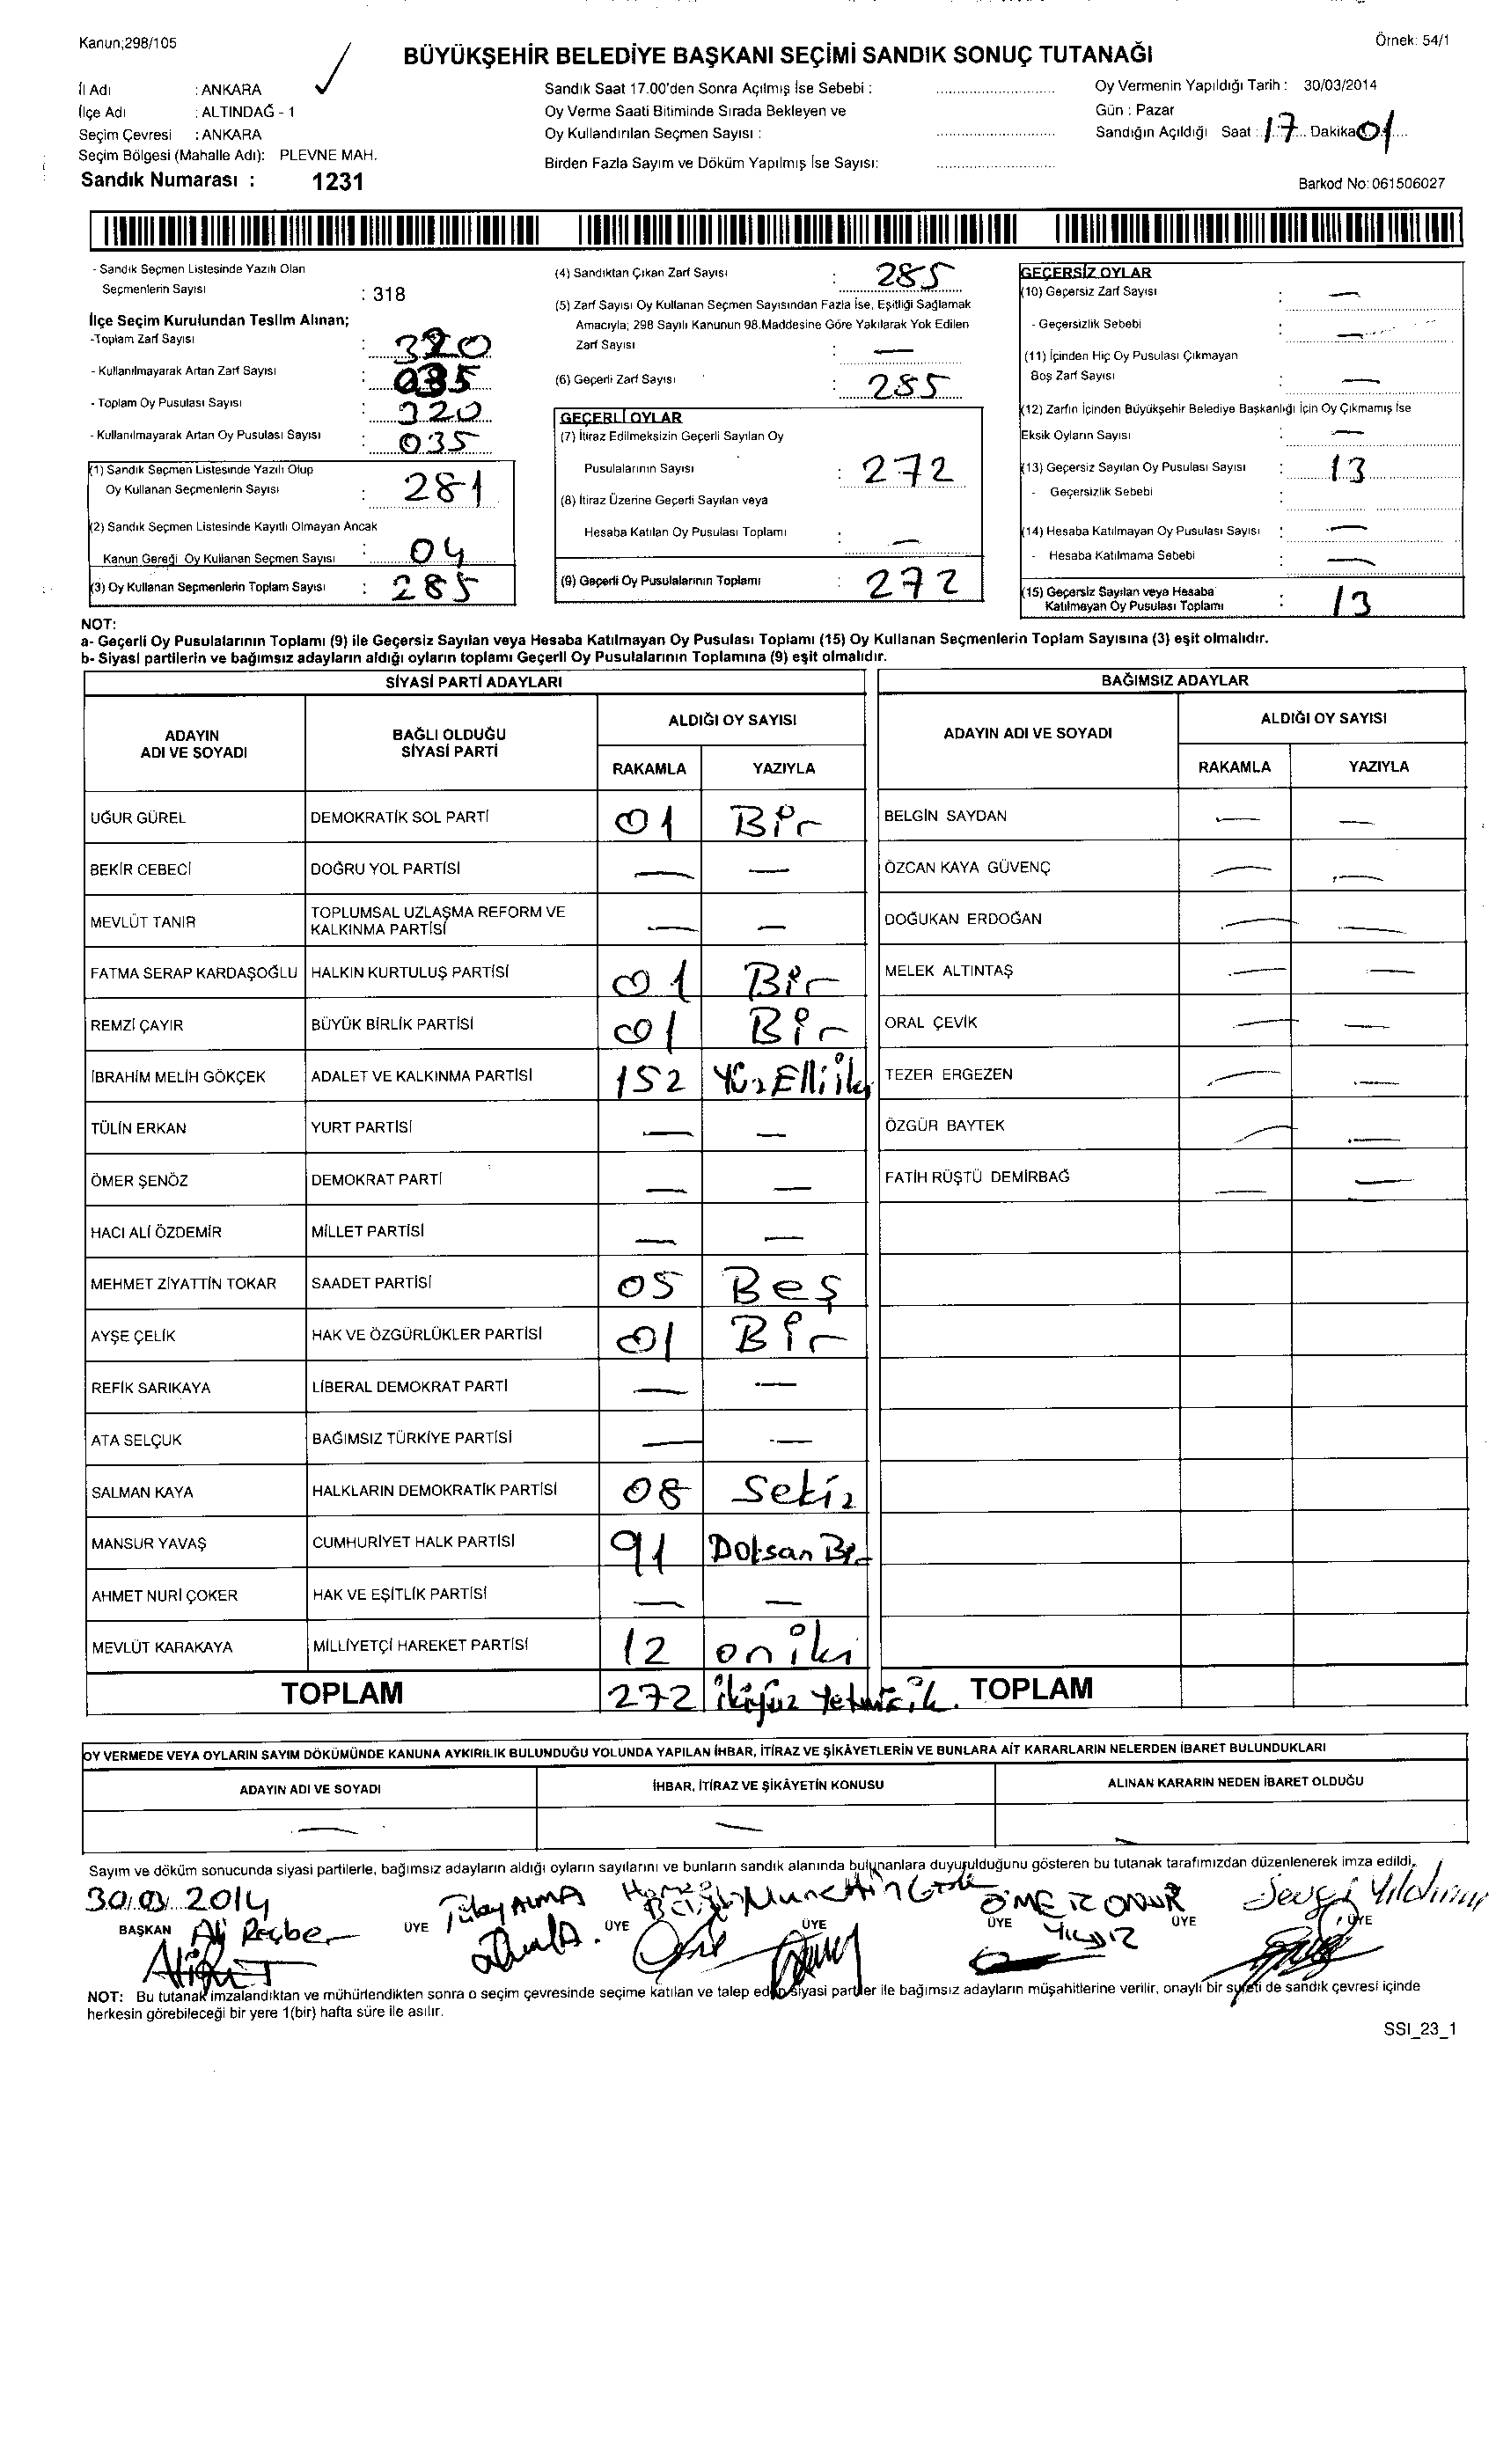 Kanun;298/105
Örnek: 54/1
BÜYÜKŞEHİR BELEDİYE BAŞKANI SEÇİMİ SANDIK SONUÇ TUTANAĞI
İl Adı : ANKARA
İlçe Adı : ALTINDAĞ - 1
Seçim Çevresi : ANKARA
Seçim Bölgesi (Mahalle Adı): PLEVNE MAH.
Sandık Numarası : 1231
Sandık Saat 17.00'den Sonra Açılmış İse Sebebi :
Oy Verme Saati Bitiminde Sırada Bekleyen ve
Oy Kullandırılan Seçmen Sayısı :
Birden Fazla Sayım ve Döküm Yapılmış İse Sayısı:
Oy Vermenin Yapıldığı Tarih : 30/03/2014
Gün : Pazar
Sandığın Açıldığı Saat : 17 Dakika 01
Barkod No: 061506027
- Sandık Seçmen Listesinde Yazılı Olan
Seçmenlerin Sayısı : 318
İlçe Seçim Kurulundan Teslim Alınan;
-Toplam Zarf Sayısı : 320
- Kullanılmayarak Artan Zarf Sayısı : 035
- Toplam Oy Pusulası Sayısı : 320
- Kullanılmayarak Artan Oy Pusulası Sayısı : 035
(1) Sandık Seçmen Listesinde Yazılı Olup
Oy Kullanan Seçmenlerin Sayısı : 281
(2) Sandık Seçmen Listesinde Kayıtlı Olmayan Ancak
Kanun Gereği Oy Kullanan Seçmen Sayısı : 04
(3) Oy Kullanan Seçmenlerin Toplam Sayısı : 285
(4) Sandıktan Çıkan Zarf Sayısı : 285
(5) Zarf Sayısı Oy Kullanan Seçmen Sayısından Fazla İse, Eşitliği Sağlamak
Amacıyla; 298 Sayılı Kanunun 98.Maddesine Göre Yakılarak Yok Edilen
Zarf Sayısı : —
(6) Geçerli Zarf Sayısı : 285
GEÇERLİ OYLAR
(7) İtiraz Edilmeksizin Geçerli Sayılan Oy
Pusulalarının Sayısı : 272
(8) İtiraz Üzerine Geçerli Sayılan veya
Hesaba Katılan Oy Pusulası Toplamı : —
(9) Geçerli Oy Pusulalarının Toplamı : 272
GEÇERSİZ OYLAR
(10) Geçersiz Zarf Sayısı : —
- Geçersizlik Sebebi : —
(11) İçinden Hiç Oy Pusulası Çıkmayan
Boş Zarf Sayısı : —
(12) Zarfın İçinden Büyükşehir Belediye Başkanlığı İçin Oy Çıkmamış İse
Eksik Oyların Sayısı : —
(13) Geçersiz Sayılan Oy Pusulası Sayısı : 13
- Geçersizlik Sebebi :
(14) Hesaba Katılmayan Oy Pusulası Sayısı : —
- Hesaba Katılmama Sebebi : —
(15) Geçersiz Sayılan veya Hesaba
Katılmayan Oy Pusulası Toplamı : 13
NOT:
a- Geçerli Oy Pusulalarının Toplamı (9) ile Geçersiz Sayılan veya Hesaba Katılmayan Oy Pusulası Toplamı (15) Oy Kullanan Seçmenlerin Toplam Sayısına (3) eşit olmalıdır.
b- Siyasi partilerin ve bağımsız adayların aldığı oyların toplamı Geçerli Oy Pusulalarının Toplamına (9) eşit olmalıdır.
SİYASİ PARTİ ADAYLARI BAĞIMSIZ ADAYLAR
ADAYIN ADI VE SOYADI BAĞLI OLDUĞU SİYASİ PARTİ ALDIĞI OY SAYISI ADAYIN ADI VE SOYADI ALDIĞI OY SAYISI
RAKAMLA YAZIYLA RAKAMLA YAZIYLA
UĞUR GÜREL DEMOKRATİK SOL PARTİ 01 Bir BELGİN SAYDAN — —
BEKİR CEBECİ DOĞRU YOL PARTİSİ — — ÖZCAN KAYA GÜVENÇ — —
MEVLÜT TANIR TOPLUMSAL UZLAŞMA REFORM VE KALKINMA PARTİSİ — — DOĞUKAN ERDOĞAN — —
FATMA SERAP KARDAŞOĞLU HALKIN KURTULUŞ PARTİSİ 01 Bir MELEK ALTINTAŞ — —
REMZİ ÇAYIR BÜYÜK BİRLİK PARTİSİ 01 Bir ORAL ÇEVİK — —
İBRAHİM MELİH GÖKÇEK ADALET VE KALKINMA PARTİSİ 152 Yüz Elli iki TEZER ERGEZEN — —
TÜLİN ERKAN YURT PARTİSİ — — ÖZGÜR BAYTEK — —
ÖMER ŞENÖZ DEMOKRAT PARTİ — — FATİH RÜŞTÜ DEMİRBAĞ — —
HACI ALİ ÖZDEMİR MİLLET PARTİSİ — —
MEHMET ZİYATTİN TOKAR SAADET PARTİSİ 05 Beş
AYŞE ÇELİK HAK VE ÖZGÜRLÜKLER PARTİSİ 01 Bir
REFİK SARIKAYA LİBERAL DEMOKRAT PARTİ — —
ATA SELÇUK BAĞIMSIZ TÜRKİYE PARTİSİ — —
SALMAN KAYA HALKLARIN DEMOKRATİK PARTİSİ 08 Sekiz
MANSUR YAVAŞ CUMHURİYET HALK PARTİSİ 91 Doksan Bir
AHMET NURİ ÇOKER HAK VE EŞİTLİK PARTİSİ — —
MEVLÜT KARAKAYA MİLLİYETÇİ HAREKET PARTİSİ 12 oniki
TOPLAM 272 ikiyüz Yetmiş iki TOPLAM
OY VERMEDE VEYA OYLARIN SAYIM DÖKÜMÜNDE KANUNA AYKIRILIK BULUNDUĞU YOLUNDA YAPILAN İHBAR, İTİRAZ VE ŞİKÂYETLERİN VE BUNLARA AİT KARARLARIN NELERDEN İBARET BULUNDUKLARI
ADAYIN ADI VE SOYADI İHBAR, İTİRAZ VE ŞİKÂYETİN KONUSU ALINAN KARARIN NEDEN İBARET OLDUĞU
— — —
Sayım ve döküm sonucunda siyasi partilerle, bağımsız adayların aldığı oyların sayılarını ve bunların sandık alanında bulunanlara duyurulduğunu gösteren bu tutanak tarafımızdan düzenlenerek imza edildi.
30.03.2014
BAŞKAN Ali Reçber ÜYE Tülay ALMA ÜYE ÜYE ÜYE ÖMER ONUR YILDIZ ÜYE Sevgi Yıldırım ÜYE
NOT: Bu tutanak imzalandıktan ve mühürlendikten sonra o seçim çevresinde seçime katılan ve talep eden siyasi partiler ile bağımsız adayların müşahitlerine verilir, onaylı bir sureti de sandık çevresi içinde
herkesin görebileceği bir yere 1(bir) hafta süre ile asılır.
SSI_23_1